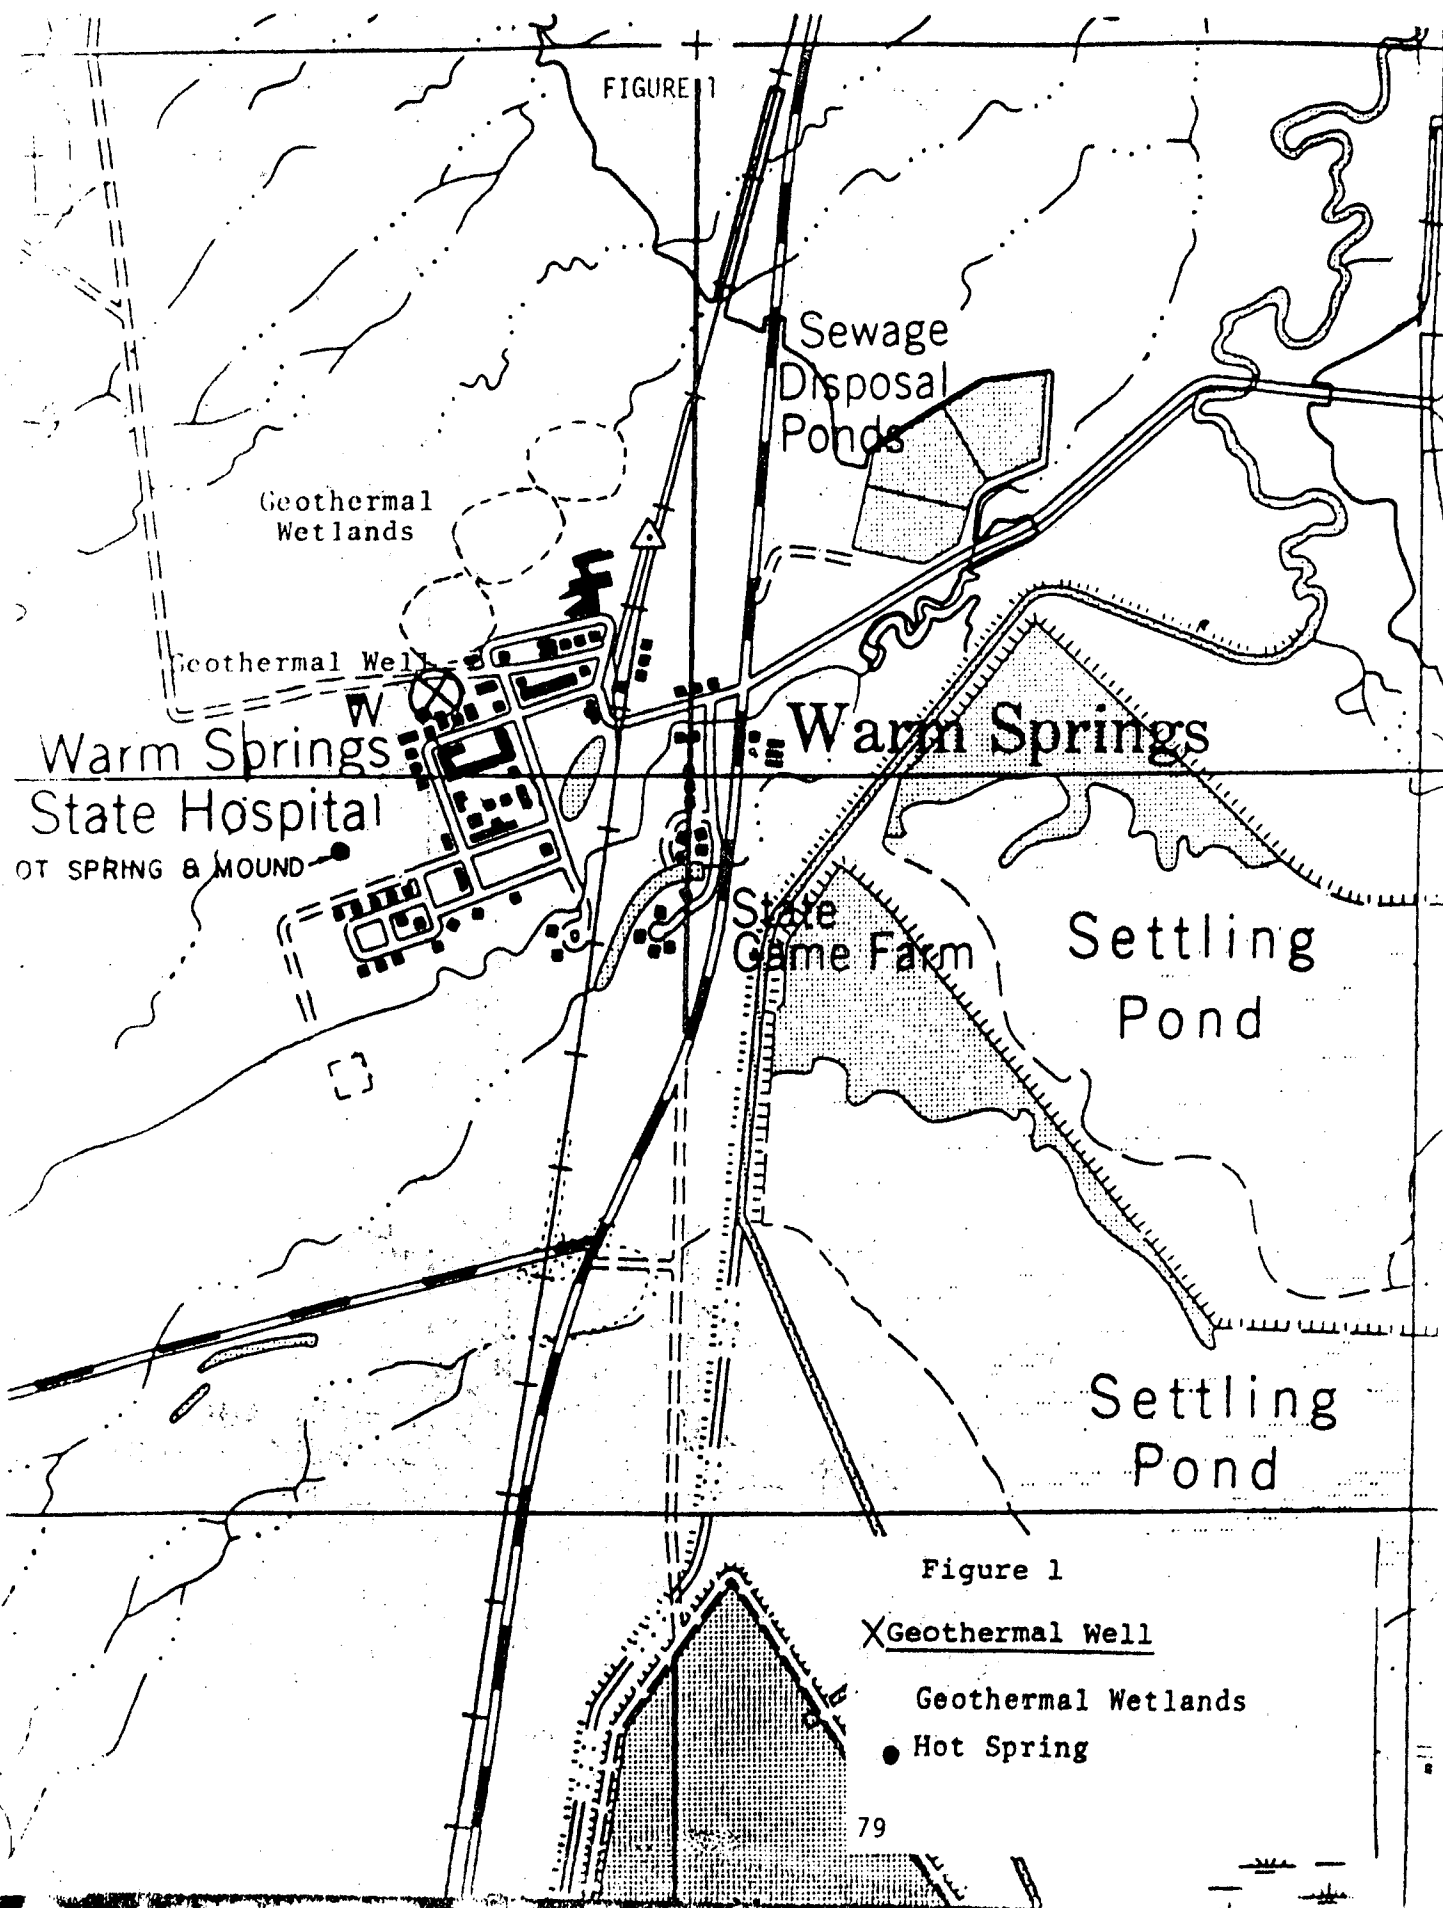 FIGURE 1
Sewage
Disposal
Ponds
Geothermal
Wetlands
Geothermal Well
W
Warm Springs
State Hospital
OT SPRING & MOUND
Warm Springs
State
Game Farm
Settling
Pond
Settling
Pond
Figure 1
X Geothermal Well
Geothermal Wetlands
Hot Spring
79